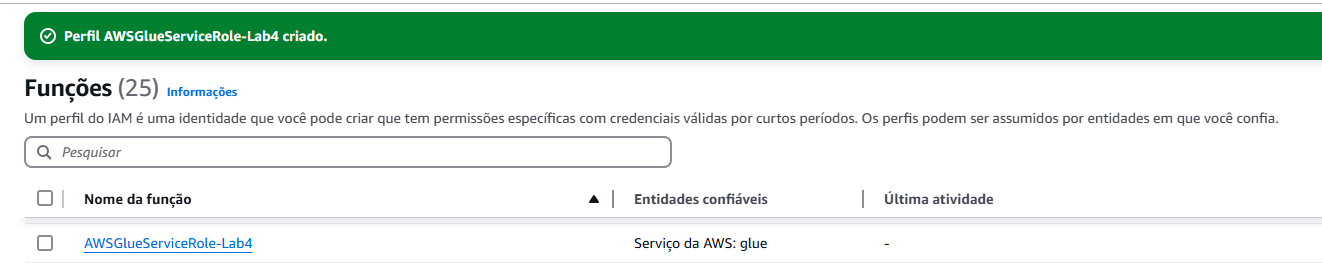 Perfil AWSGlueServiceRole-Lab4 criado.
Funções (25) Informações
Um perfil do IAM é uma identidade que você pode criar que tem permissões específicas com credenciais válidas por curtos períodos. Os perfis podem ser assumidos por entidades em que você confia.
Pesquisar
Nome da função Entidades confiáveis Última atividade
AWSGlueServiceRole-Lab4 Serviço da AWS: glue -